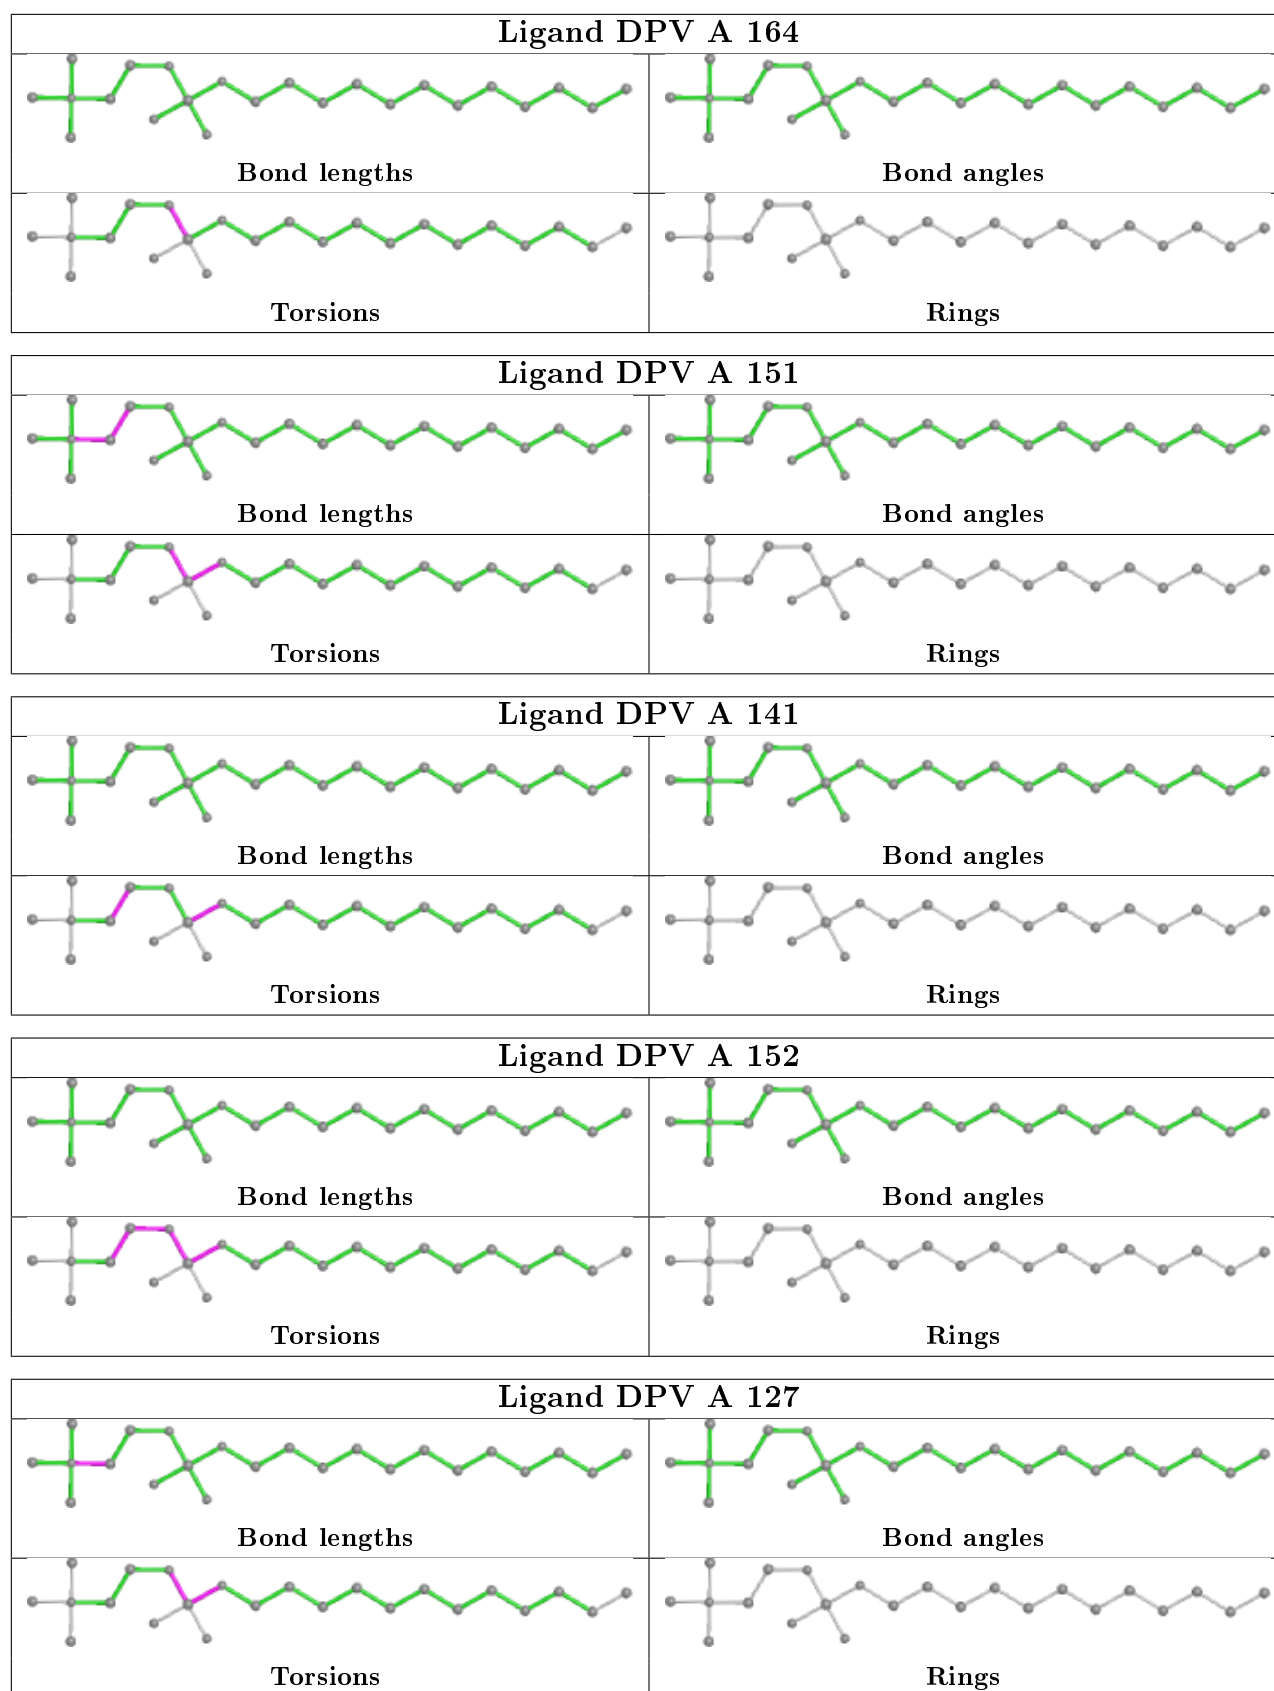 Ligand DPV A 164
Bond lengths
Bond angles
Torsions
Rings
Ligand DPV A 151
Bond lengths
Bond angles
Torsions
Rings
Ligand DPV A 141
Bond lengths
Bond angles
Torsions
Rings
Ligand DPV A 152
Bond lengths
Bond angles
Torsions
Rings
Ligand DPV A 127
Bond lengths
Bond angles
Torsions
Rings